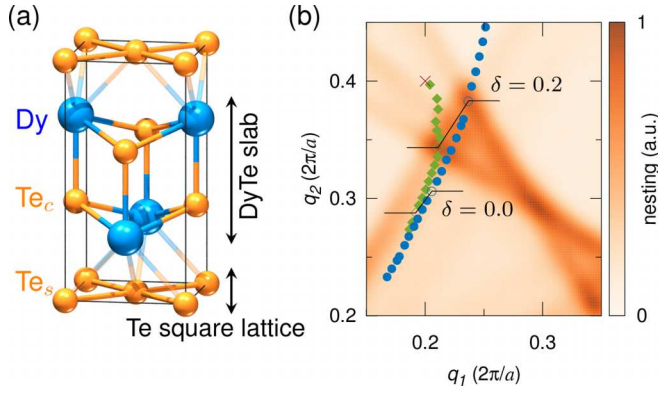 (a)
Dy
Te_c
Te_s
DyTe slab
Te square lattice
(b)
0.4
0.3
0.2
q_2 (2π/a)
δ = 0.2
δ = 0.0
0.2
0.3
q_1 (2π/a)
1
0
nesting (a.u.)